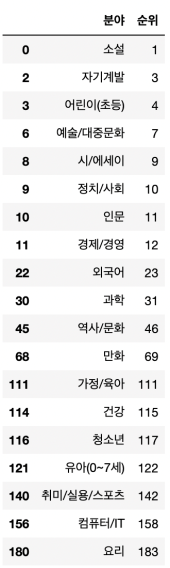 분야 순위
0 소설 1
2 자기계발 3
3 어린이(초등) 4
6 예술/대중문화 7
8 시/에세이 9
9 정치/사회 10
10 인문 11
11 경제/경영 12
22 외국어 23
30 과학 31
45 역사/문화 46
68 만화 69
111 가정/육아 111
114 건강 115
116 청소년 117
121 유아(0~7세) 122
140 취미/실용/스포츠 142
156 컴퓨터/IT 158
180 요리 183